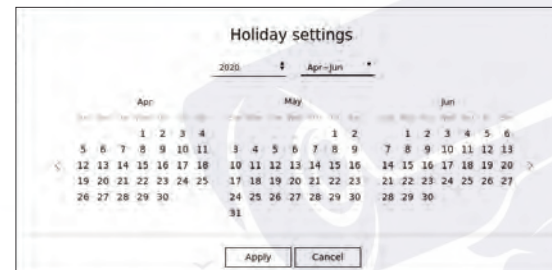 Holiday settings
2020 Apr-Jun
Apr May Jun
1 2 3 4 1 2 1 2 3 4 5 6
5 6 7 8 9 10 11 3 4 5 6 7 8 9 7 8 9 10 11 12 13
12 13 14 15 16 17 18 10 11 12 13 14 15 16 14 15 16 17 18 19 20
19 20 21 22 23 24 25 17 18 19 20 21 22 23 21 22 23 24 25 26 27
26 27 28 29 30 24 25 26 27 28 29 30 28 29 30
31
Apply Cancel